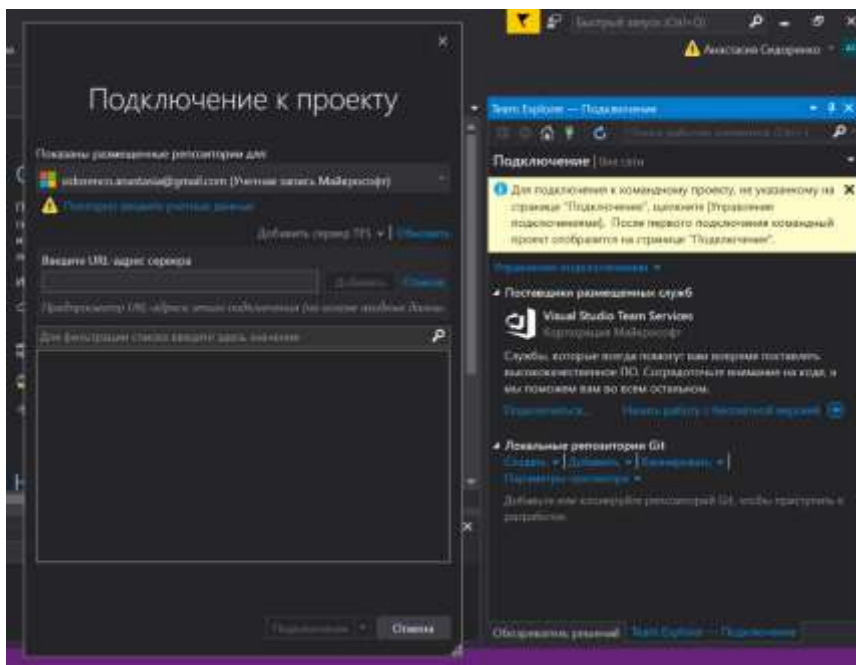 Быстрый запуск (Ctrl+Q)
Анастасия Сидоренко
Подключение к проекту
Показаны размещенные репозитории для
sidorenco.anastasia@gmail.com (Учетная запись Майкрософт)
Повторно введите учетные данные
Добавить сервер TFS | Обновить
Введите URL-адрес сервера
Добавить Отмена
Для фильтрации списка введите здесь значение
Подключение Отмена
Team Explorer — Подключение
Подключение | Вне сети
Для подключения к командному проекту, не указанному на
странице "Подключение", щелкните [Управление
подключениями]. После первого подключения командный
проект отобразится на странице "Подключение".
Управление подключениями
Поставщики размещенных служб
Visual Studio Team Services
Корпорация Майкрософт
Службы, которые всегда помогут вам вовремя поставлять
высококачественное ПО. Сосредоточьте внимание на коде, а
мы поможем вам во всем остальном.
Подключиться... Начать работу с бесплатной версией
Локальные репозитории Git
Создать | Добавить | Клонировать |
Параметры просмотра
Добавьте или клонируйте репозиторий Git, чтобы приступить к
разработке.
Обозреватель решений Team Explorer — Подключение